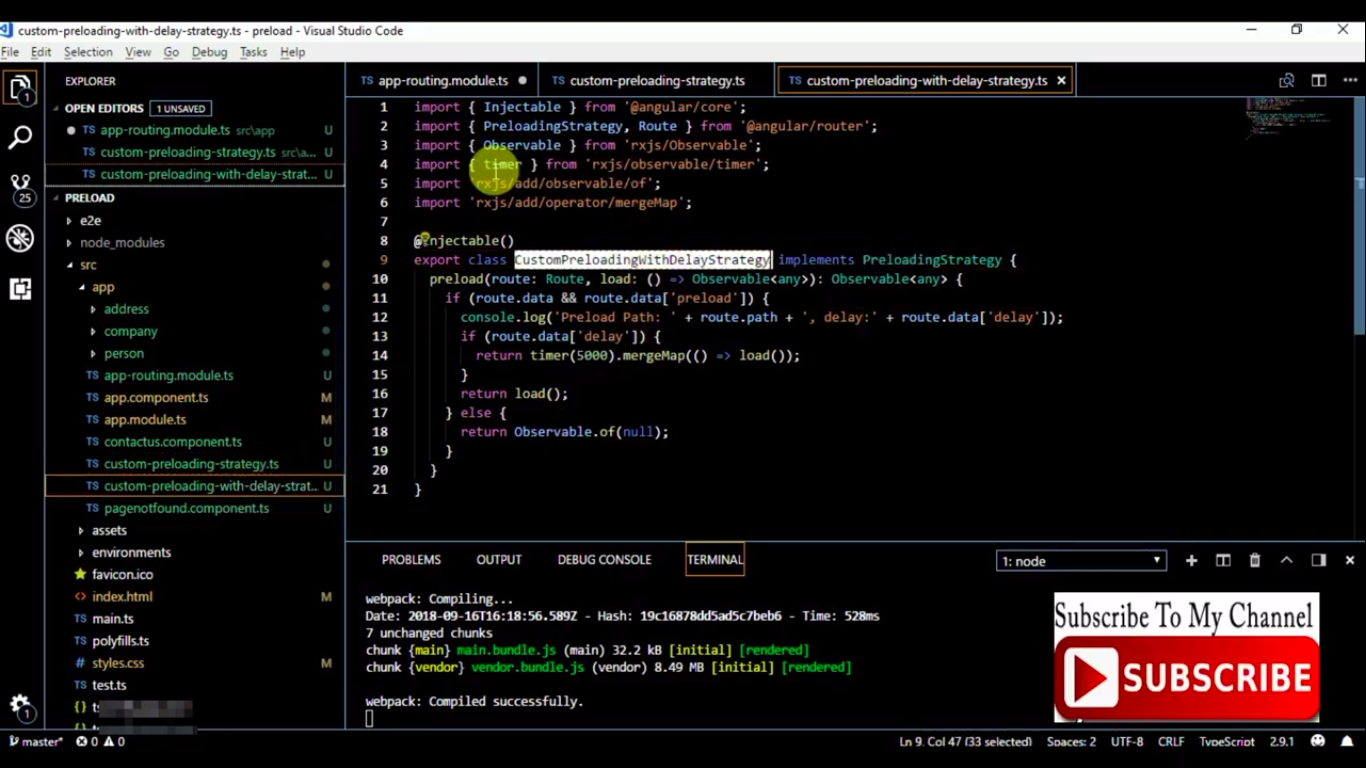 custom-preloading-with-delay-strategy.ts - preload - Visual Studio Code
File Edit Selection View Go Debug Tasks Help
EXPLORER
OPEN EDITORS 1 UNSAVED
TS app-routing.module.ts src\app U
TS custom-preloading-strategy.ts src\a... U
TS custom-preloading-with-delay-strat... U
PRELOAD
e2e
node_modules
src
app
address
company
person
TS app-routing.module.ts U
TS app.component.ts M
TS app.module.ts M
TS contactus.component.ts U
TS custom-preloading-strategy.ts U
TS custom-preloading-with-delay-strat... U
TS pagenotfound.component.ts U
assets
environments
favicon.ico
<> index.html M
TS main.ts
TS polyfills.ts
# styles.css M
TS test.ts
{} ts
1
25
1
TS app-routing.module.ts
TS custom-preloading-strategy.ts
TS custom-preloading-with-delay-strategy.ts
1 import { Injectable } from '@angular/core';
2 import { PreloadingStrategy, Route } from '@angular/router';
3 import { Observable } from 'rxjs/Observable';
4 import { timer } from 'rxjs/observable/timer';
5 import 'rxjs/add/observable/of';
6 import 'rxjs/add/operator/mergeMap';
7
8 @Injectable()
9 export class CustomPreloadingWithDelayStrategy implements PreloadingStrategy {
10 preload(route: Route, load: () => Observable<any>): Observable<any> {
11 if (route.data && route.data['preload']) {
12 console.log('Preload Path: ' + route.path + ', delay:' + route.data['delay']);
13 if (route.data['delay']) {
14 return timer(5000).mergeMap(() => load());
15 }
16 return load();
17 } else {
18 return Observable.of(null);
19 }
20 }
21 }
PROBLEMS OUTPUT DEBUG CONSOLE TERMINAL
1: node
webpack: Compiling...
Date: 2018-09-16T16:18:56.589Z - Hash: 19c16878dd5ad5c7beb6 - Time: 528ms
7 unchanged chunks
chunk {main} main.bundle.js (main) 32.2 kB [initial] [rendered]
chunk {vendor} vendor.bundle.js (vendor) 8.49 MB [initial] [rendered]
webpack: Compiled successfully.
Subscribe To My Channel
SUBSCRIBE
master* 0 0
Ln 9, Col 47 (33 selected) Spaces: 2 UTF-8 CRLF TypeScript 2.9.1